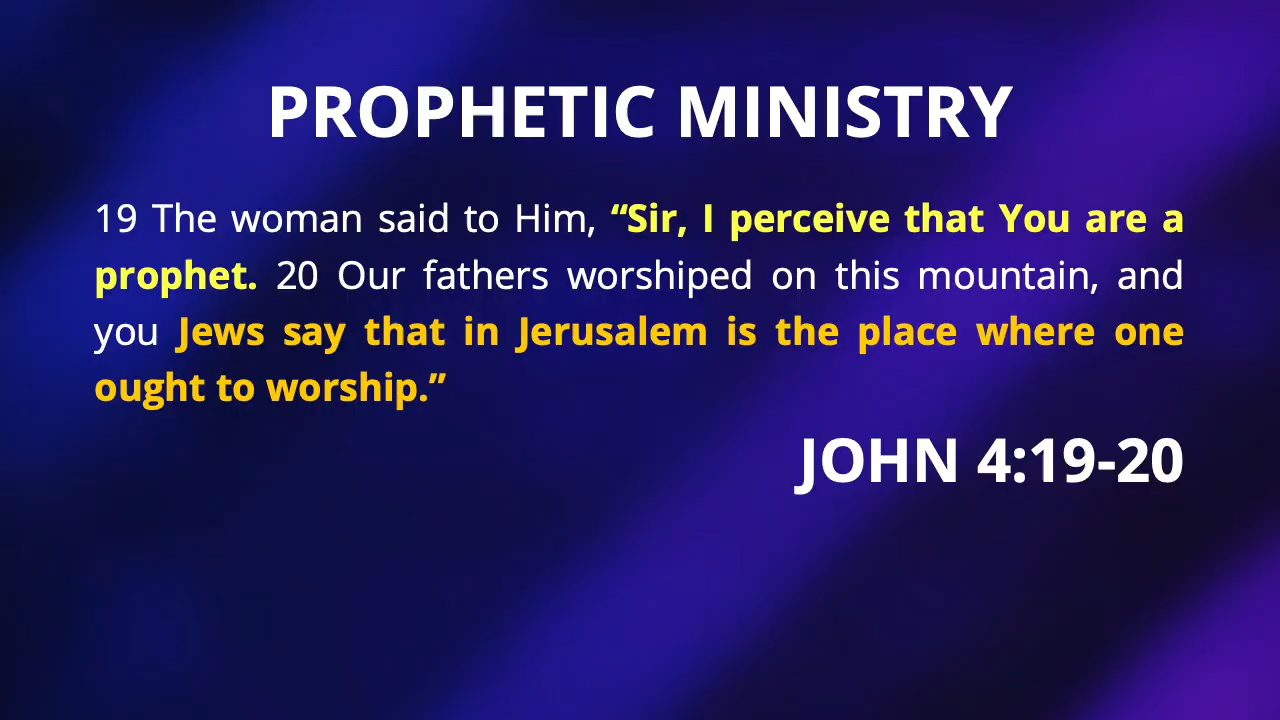 PROPHETIC MINISTRY
19 The woman said to Him, “Sir, I perceive that You are a
prophet. 20 Our fathers worshiped on this mountain, and
you Jews say that in Jerusalem is the place where one
ought to worship.”
JOHN 4:19-20